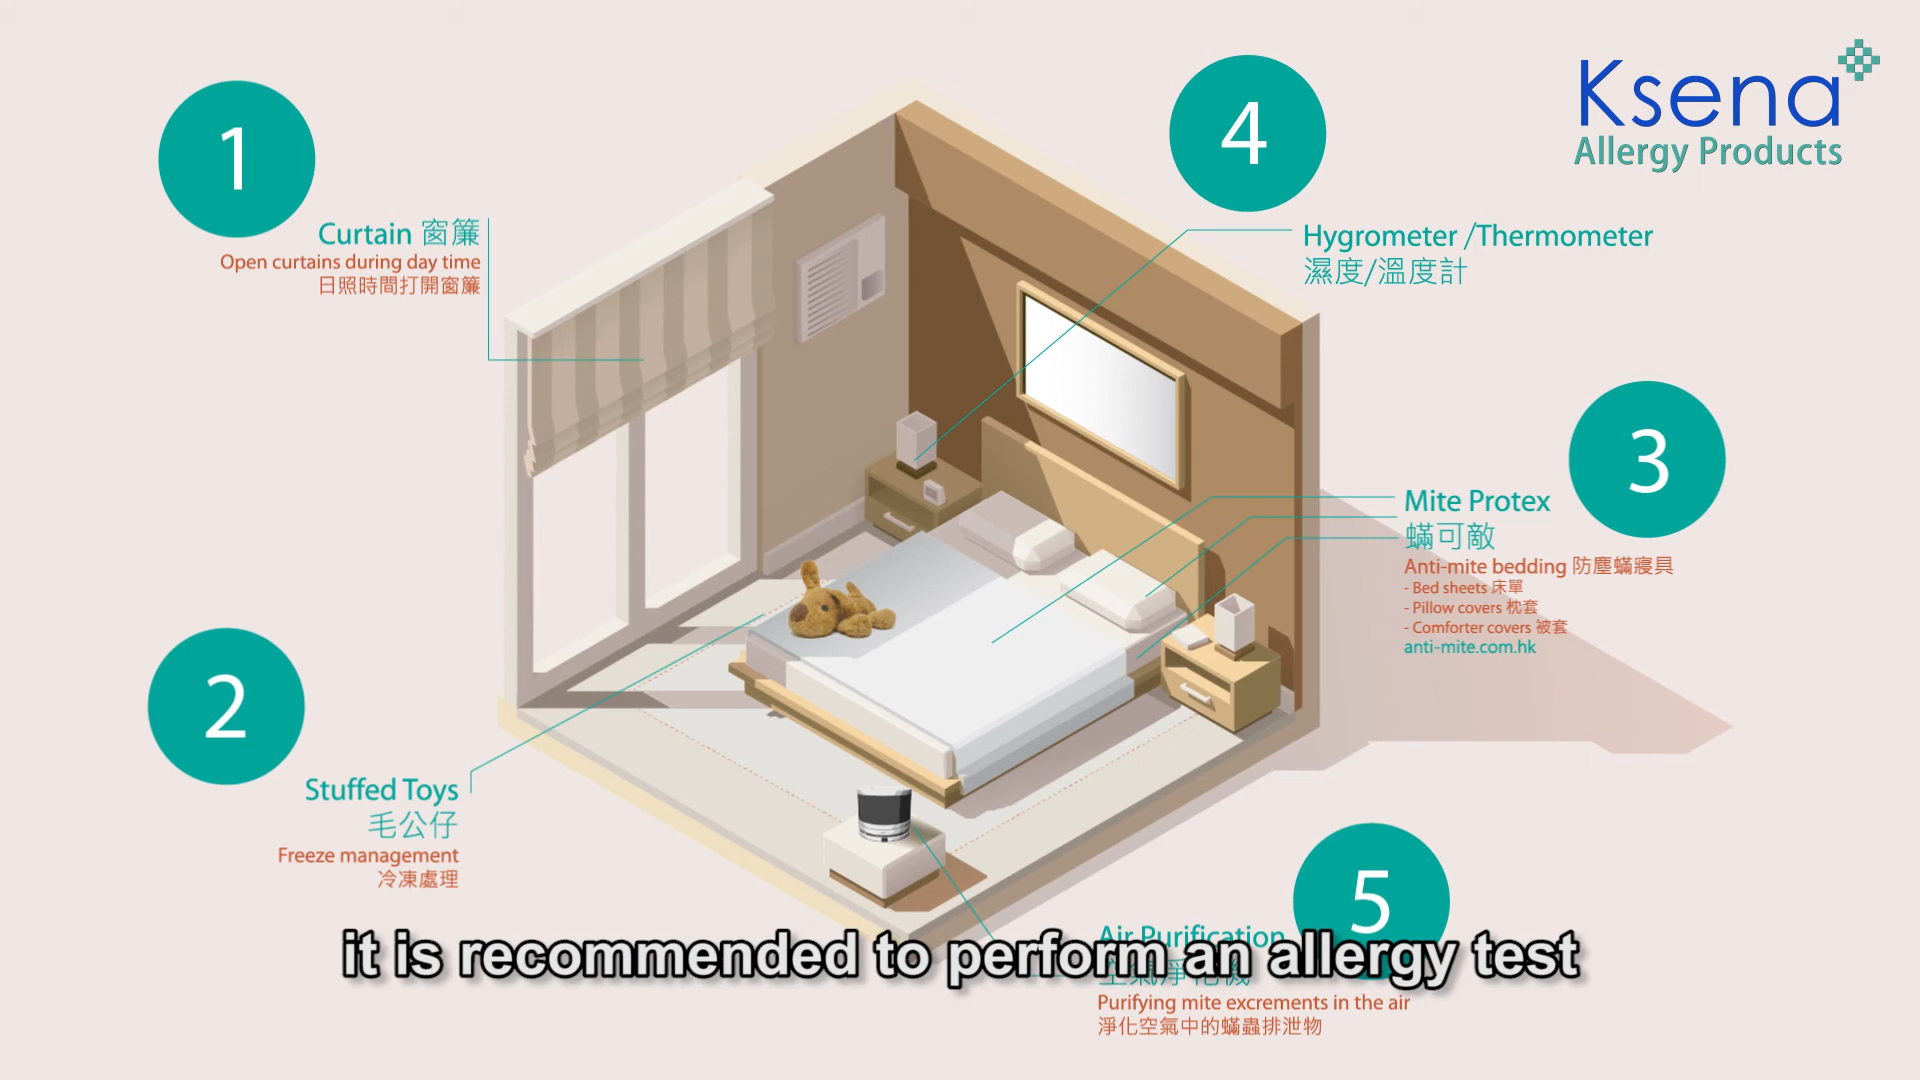 Ksena
Allergy Products
1
Curtain 窗簾
Open curtains during day time
日照時間打開窗簾
2
Stuffed Toys
毛公仔
Freeze management
冷凍處理
3
Mite Protex
蟎可敵
Anti-mite bedding 防塵蟎寢具
- Bed sheets 床單
- Pillow covers 枕套
- Comforter covers 被套
anti-mite.com.hk
4
Hygrometer /Thermometer
濕度/溫度計
5
Air Purification
空氣淨化機
Purifying mite excrements in the air
淨化空氣中的蟎蟲排泄物
it is recommended to perform an allergy test